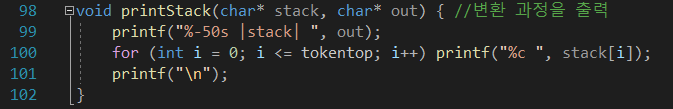 98 void printStack(char* stack, char* out) { //변환 과정을 출력
99 printf("%-50s |stack| ", out);
100 for (int i = 0; i <= tokentop; i++) printf("%c ", stack[i]);
101 printf("\n");
102 }